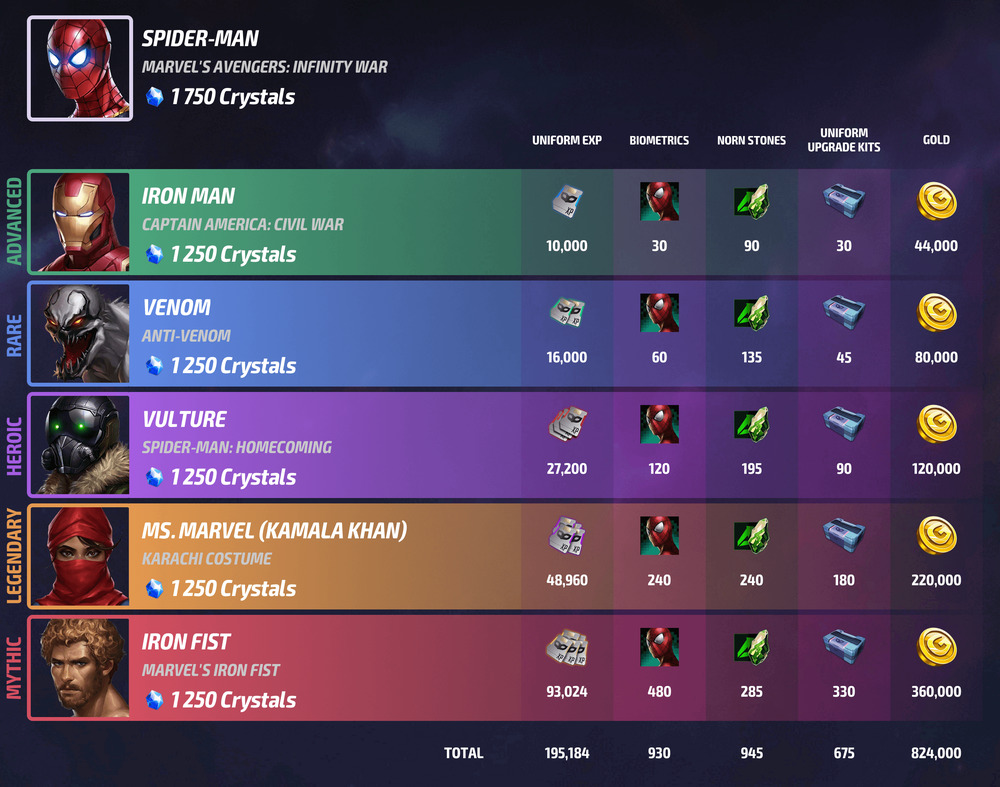 SPIDER-MAN
MARVEL'S AVENGERS: INFINITY WAR
1 750 Crystals
UNIFORM EXP BIOMETRICS NORN STONES UNIFORM UPGRADE KITS GOLD
ADVANCED
IRON MAN
CAPTAIN AMERICA: CIVIL WAR
1 250 Crystals
10,000 30 90 30 44,000
RARE
VENOM
ANTI-VENOM
1 250 Crystals
16,000 60 135 45 80,000
HEROIC
VULTURE
SPIDER-MAN: HOMECOMING
1 250 Crystals
27,200 120 195 90 120,000
LEGENDARY
MS. MARVEL (KAMALA KHAN)
KARACHI COSTUME
1 250 Crystals
48,960 240 240 180 220,000
MYTHIC
IRON FIST
MARVEL'S IRON FIST
1 250 Crystals
93,024 480 285 330 360,000
TOTAL 195,184 930 945 675 824,000